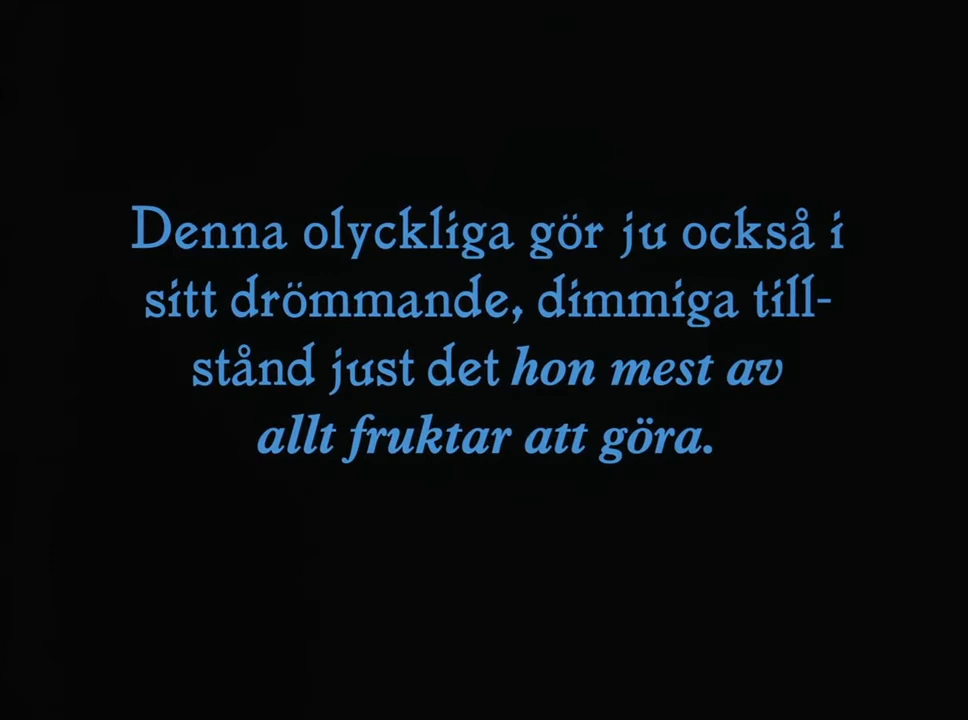 Denna olyckliga gör ju också i
sitt drömmande, dimmiga till-
stånd just det hon mest av
allt fruktar att göra.